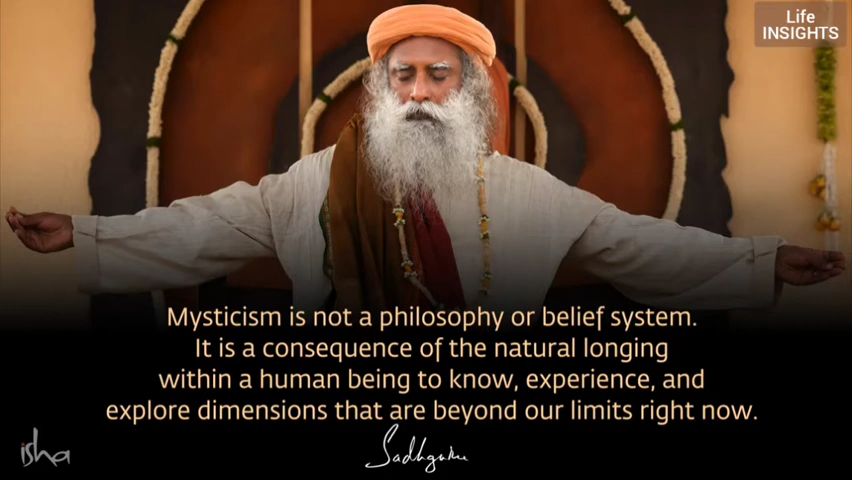 Life
INSIGHTS
Mysticism is not a philosophy or belief system.
It is a consequence of the natural longing
within a human being to know, experience, and
explore dimensions that are beyond our limits right now.
isha
Sadhguru